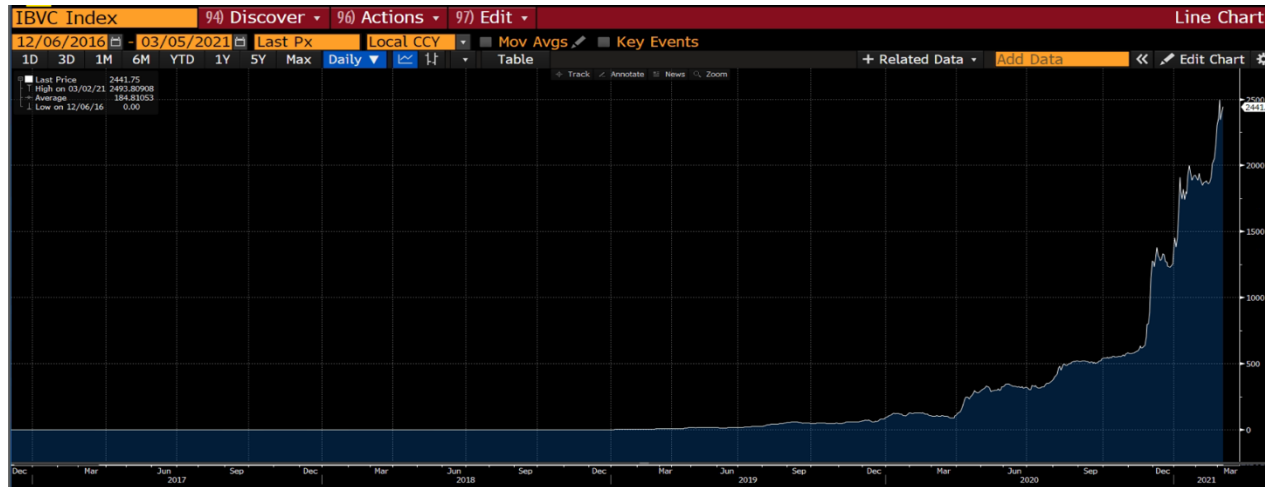 IBVC Index 94) Discover 96) Actions 97) Edit Line Chart
12/06/2016 - 03/05/2021 Last Px Local CCY Mov Avgs Key Events
1D 3D 1M 6M YTD 1Y 5Y Max Daily ▼ Table + Related Data Add Data « Edit Chart
Track Annotate News Zoom
Last Price 2441.75
High on 03/02/21 2493.80908
Average 184.81053
Low on 12/06/16 0.00
2500
2441.
2000
1500
1000
500
0
Dec Mar Jun Sep Dec Mar Jun Sep Dec Mar Jun Sep Dec Mar Jun Sep Dec Mar
2017 2018 2019 2020 2021